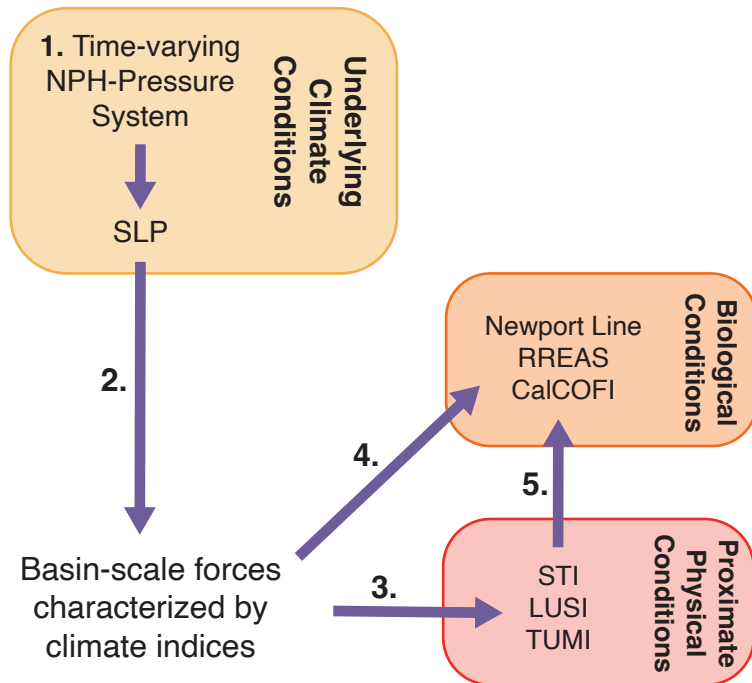 1. Time-varying
NPH-Pressure
System
SLP
Underlying
Climate
Conditions
2.
Newport Line
RREAS
CalCOFI
Biological
Conditions
4.
5.
Basin-scale forces
characterized by
climate indices
3.
STI
LUSI
TUMI
Proximate
Physical
Conditions